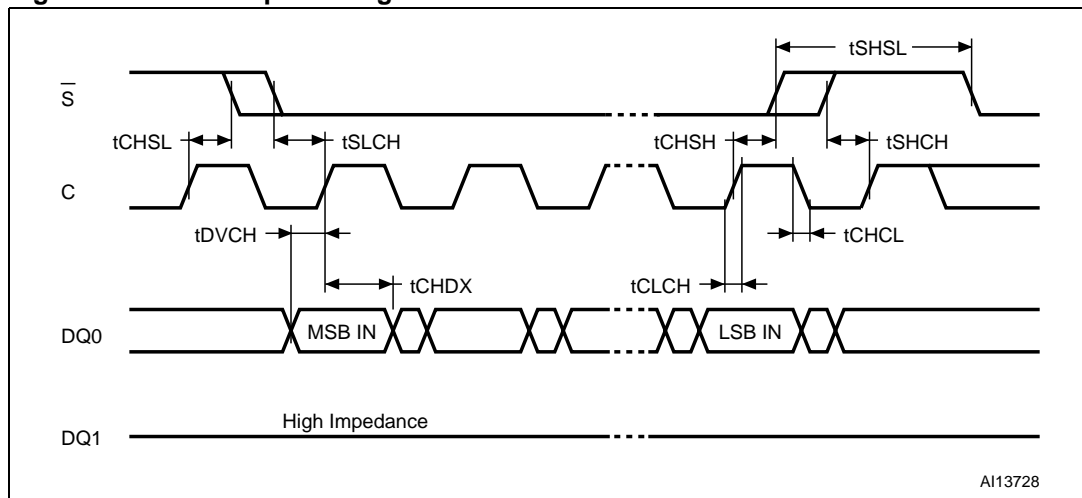 tSHSL
S
tCHSL
tSLCH
tCHSH
tSHCH
C
tDVCH
tCHCL
tCHDX
tCLCH
DQ0
MSB IN
LSB IN
High Impedance
DQ1
AI13728